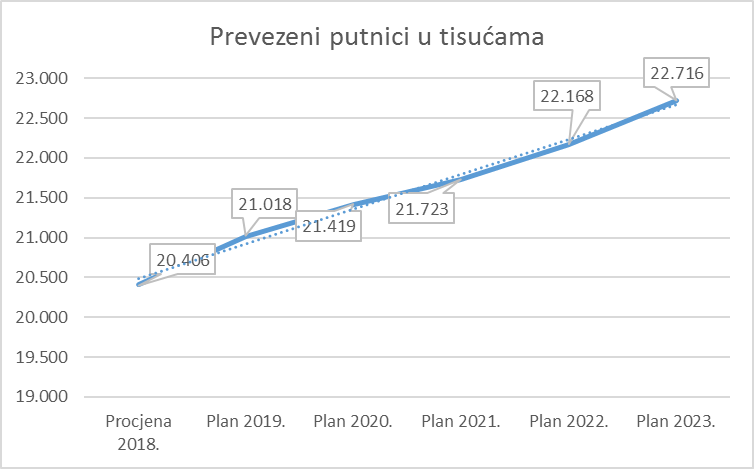 Prevezeni putnici u tisućama
23.000
22.500
22.000
21.500
21.000
20.500
20.000
19.500
19.000
20.406
21.018
21.419
21.723
22.168
22.716
Procjena
2018.
Plan 2019.
Plan 2020.
Plan 2021.
Plan 2022.
Plan 2023.